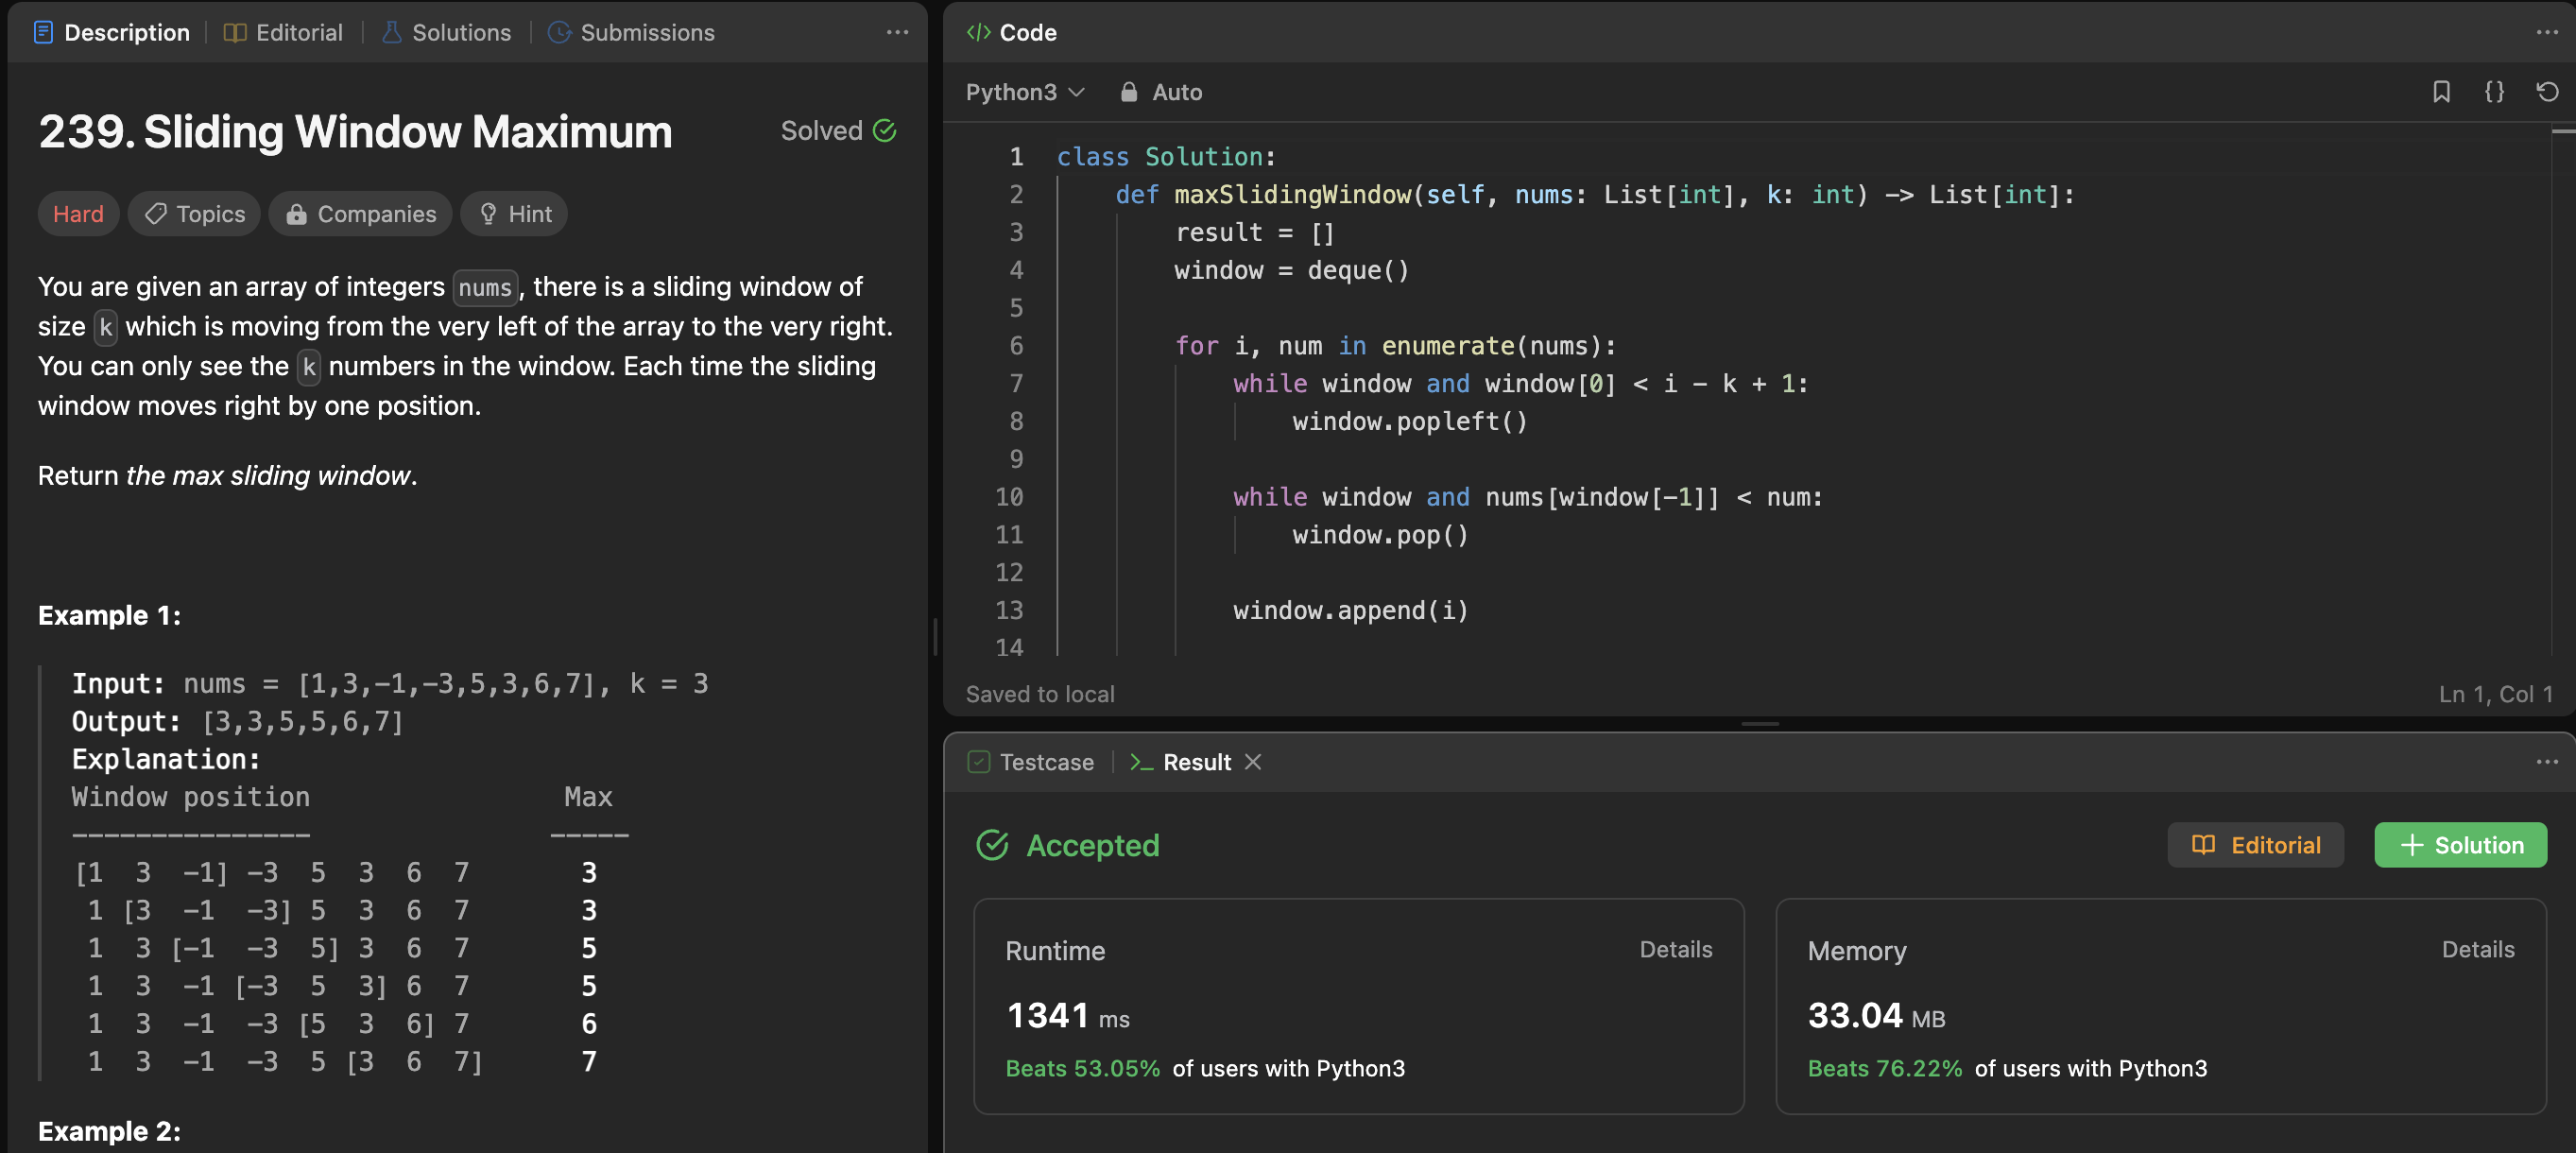 Description Editorial Solutions Submissions
239. Sliding Window Maximum Solved
Hard Topics Companies Hint
You are given an array of integers nums, there is a sliding window of
size k which is moving from the very left of the array to the very right.
You can only see the k numbers in the window. Each time the sliding
window moves right by one position.
Return the max sliding window.
Example 1:
Input: nums = [1,3,-1,-3,5,3,6,7], k = 3
Output: [3,3,5,5,6,7]
Explanation:
Window position Max
--------------- -----
[1 3 -1] -3 5 3 6 7 3
1 [3 -1 -3] 5 3 6 7 3
1 3 [-1 -3 5] 3 6 7 5
1 3 -1 [-3 5 3] 6 7 5
1 3 -1 -3 [5 3 6] 7 6
1 3 -1 -3 5 [3 6 7] 7
Example 2:
</> Code
Python3 Auto {}
1 class Solution:
2 def maxSlidingWindow(self, nums: List[int], k: int) -> List[int]:
3 result = []
4 window = deque()
5
6 for i, num in enumerate(nums):
7 while window and window[0] < i - k + 1:
8 window.popleft()
9
10 while window and nums[window[-1]] < num:
11 window.pop()
12
13 window.append(i)
14
Saved to local Ln 1, Col 1
Testcase >_ Result
Accepted Editorial + Solution
Runtime Details
1341 ms
Beats 53.05% of users with Python3
Memory Details
33.04 MB
Beats 76.22% of users with Python3